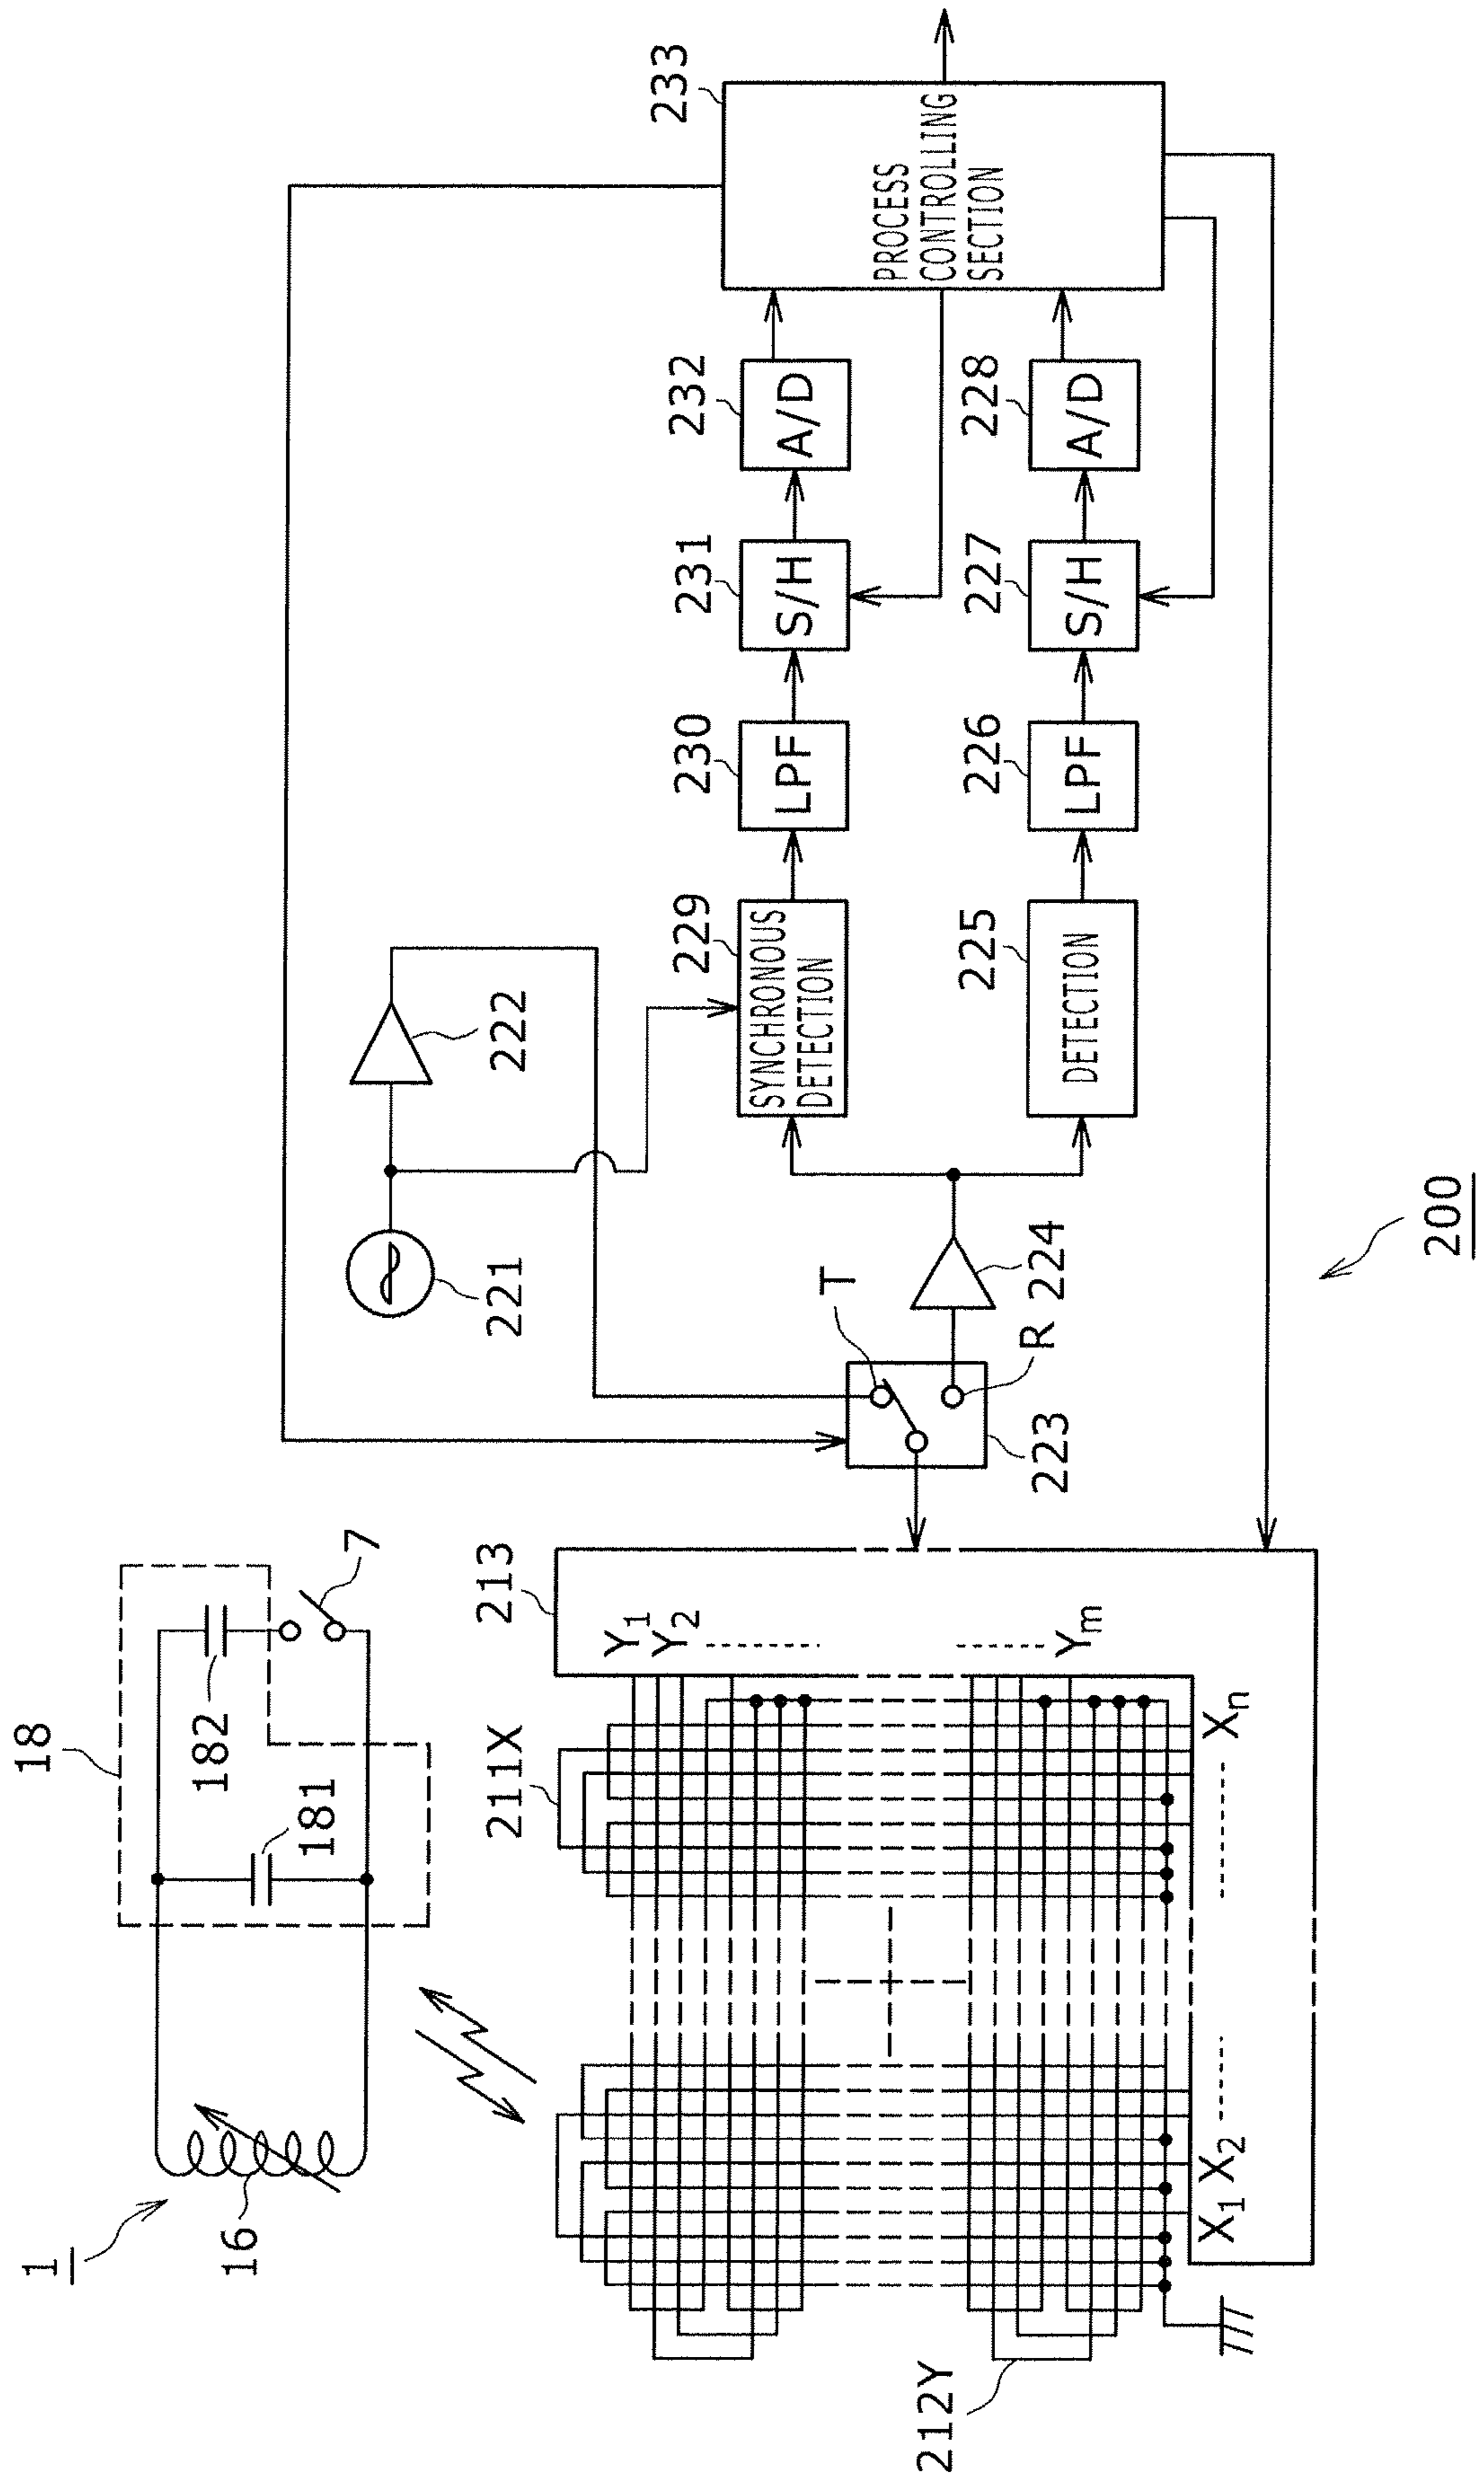 1
16
18
181
182
7
211X
213
Y1
Y2
Ym
X1
X2
Xn
212Y
221
222
223
T
R
224
SYNCHRONOUS
DETECTION
229
DETECTION
225
LPF
230
LPF
226
S/H
231
S/H
227
A/D
232
A/D
228
PROCESS
CONTROLLING
SECTION
233
200